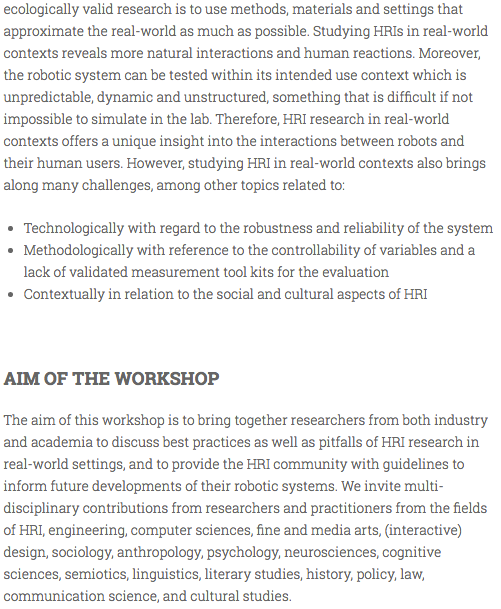 ecologically valid research is to use methods, materials and settings that
approximate the real-world as much as possible. Studying HRIs in real-world
contexts reveals more natural interactions and human reactions. Moreover,
the robotic system can be tested within its intended use context which is
unpredictable, dynamic and unstructured, something that is difficult if not
impossible to simulate in the lab. Therefore, HRI research in real-world
contexts offers a unique insight into the interactions between robots and
their human users. However, studying HRI in real-world contexts also brings
along many challenges, among other topics related to:
• Technologically with regard to the robustness and reliability of the system
• Methodologically with reference to the controllability of variables and a
lack of validated measurement tool kits for the evaluation
• Contextually in relation to the social and cultural aspects of HRI
AIM OF THE WORKSHOP
The aim of this workshop is to bring together researchers from both industry
and academia to discuss best practices as well as pitfalls of HRI research in
real-world settings, and to provide the HRI community with guidelines to
inform future developments of their robotic systems. We invite multi-
disciplinary contributions from researchers and practitioners from the fields
of HRI, engineering, computer sciences, fine and media arts, (interactive)
design, sociology, anthropology, psychology, neurosciences, cognitive
sciences, semiotics, linguistics, literary studies, history, policy, law,
communication science, and cultural studies.